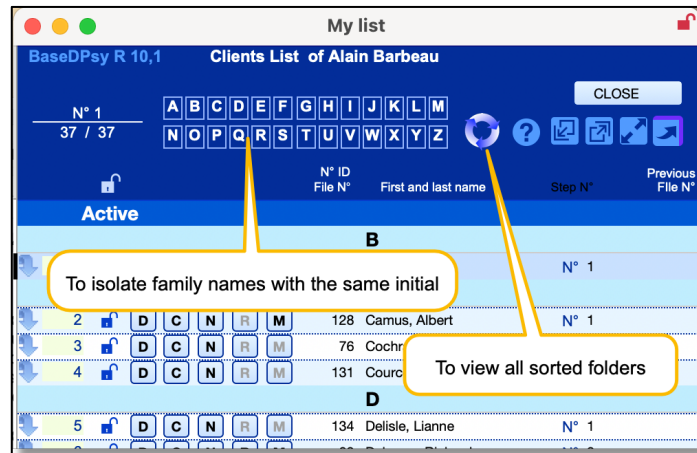 My list
BaseDPsy R 10,1 Clients List of Alain Barbeau
CLOSE
N° 1
37 / 37
A B C D E F G H I J K L M
N O P Q R S T U V W X Y Z
?
N° ID
File N° First and last name Step N° Previous
FIle N°
Active
B
N° 1
To isolate family names with the same initial
2 D C N R M 128 Camus, Albert N° 1
3 D C N R M 76 Cochr
4 D C N R M 131 Courc
To view all sorted folders
D
5 D C N R M 134 Delisle, Lianne N° 1